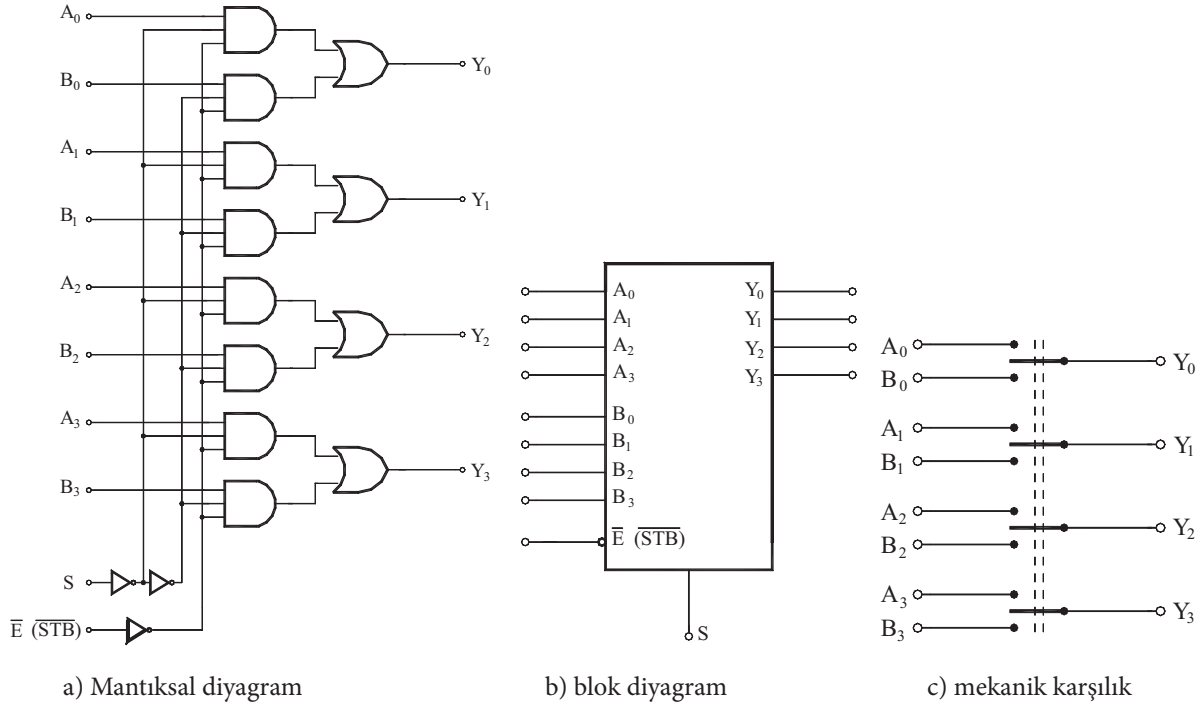 A₀
B₀
Y₀
A₁
B₁
Y₁
A₂
B₂
Y₂
A₃
B₃
Y₃
S
E̅ (S̅T̅B̅)
a) Mantıksal diyagram
A₀ Y₀
A₁ Y₁
A₂ Y₂
A₃ Y₃
B₀
B₁
B₂
B₃
E̅ (S̅T̅B̅)
S
b) blok diyagram
A₀
B₀
Y₀
A₁
B₁
Y₁
A₂
B₂
Y₂
A₃
B₃
Y₃
c) mekanik karşılık